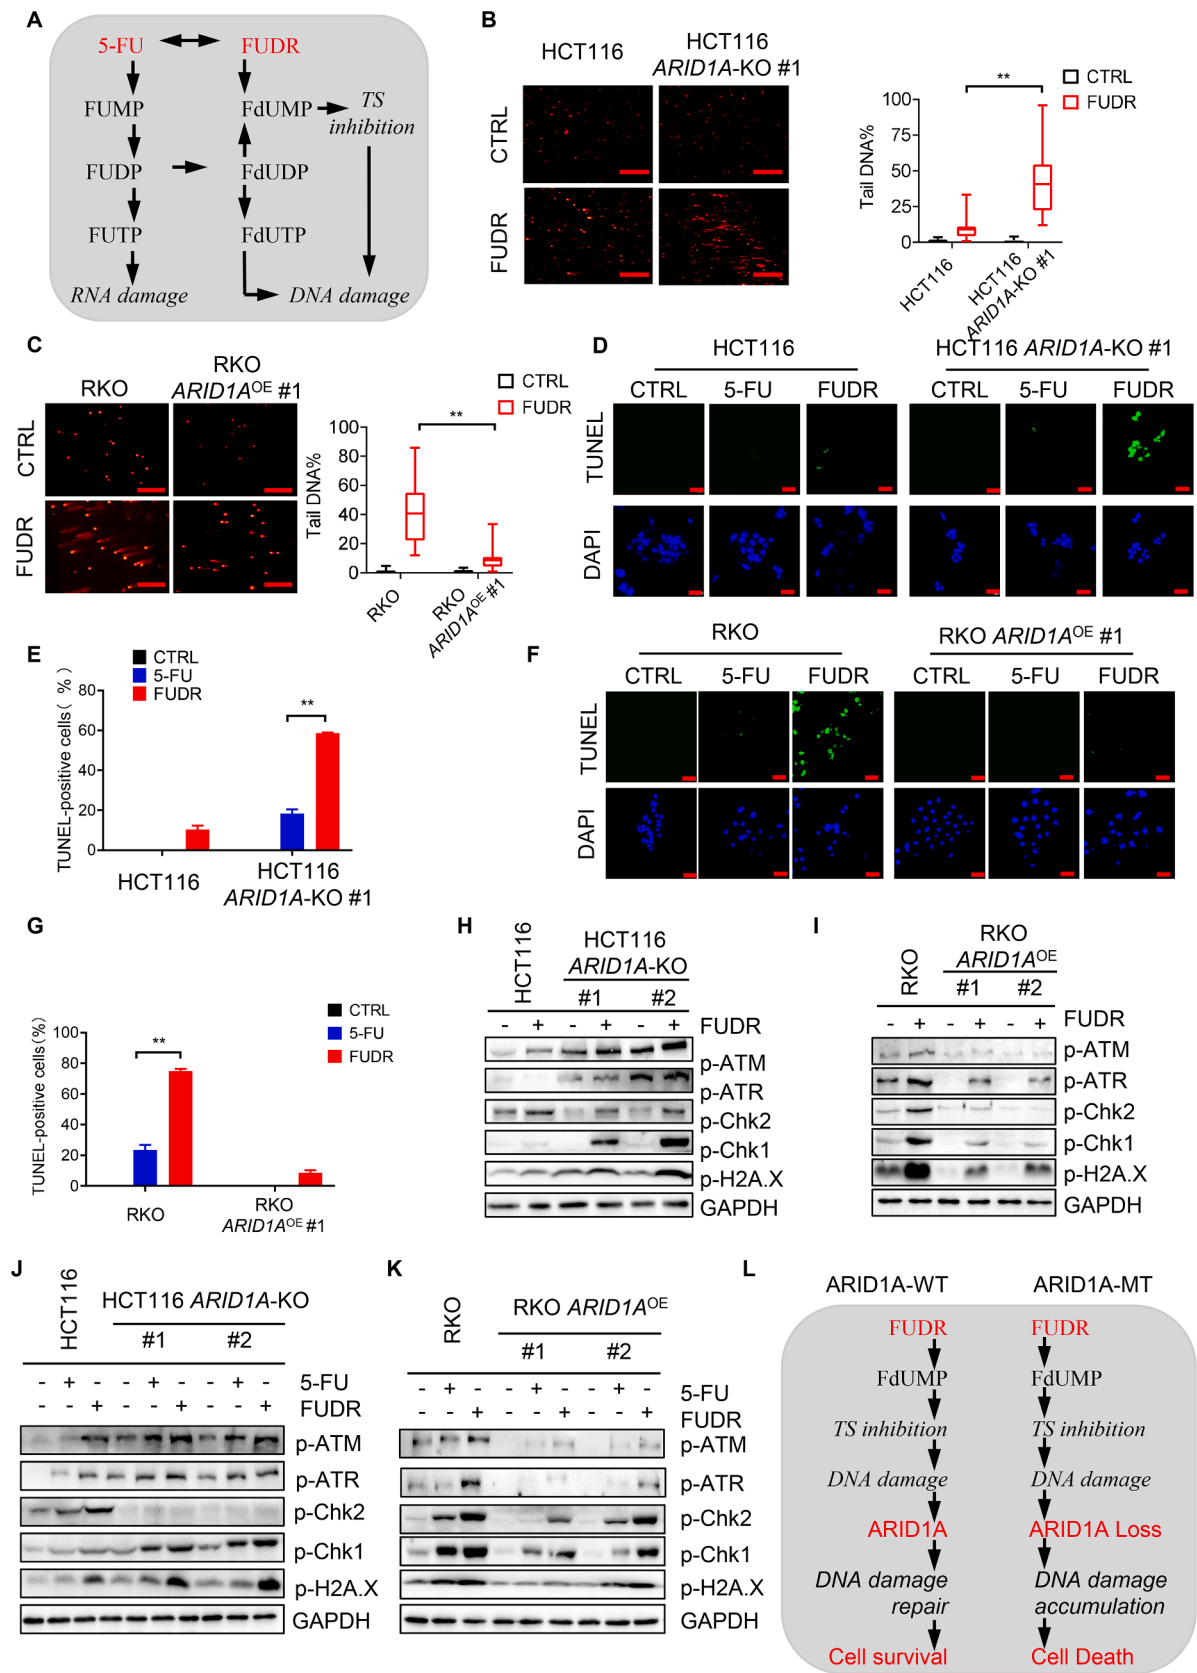 A
5-FU FUDR
FUMP FdUMP TS
inhibition
FUDP FdUDP
FUTP FdUTP
RNA damage DNA damage
B
HCT116
HCT116
ARID1A-KO #1
CTRL
FUDR
CTRL
FUDR
**
Tail DNA%
100
75
50
25
0
HCT116
HCT116
ARID1A-KO #1
C
RKO
RKO
ARID1AOE #1
CTRL
FUDR
CTRL
FUDR
**
Tail DNA%
100
80
60
40
20
0
RKO
RKO
ARID1AOE #1
D
HCT116 HCT116 ARID1A-KO #1
CTRL 5-FU FUDR CTRL 5-FU FUDR
TUNEL
DAPI
E
CTRL
5-FU
FUDR
TUNEL-positive cells( % )
80
60
40
20
0
**
HCT116
HCT116
ARID1A-KO #1
F
RKO RKO ARID1AOE #1
CTRL 5-FU FUDR CTRL 5-FU FUDR
TUNEL
DAPI
G
CTRL
5-FU
FUDR
TUNEL-positive cells(%)
100
80
60
40
20
0
**
RKO
RKO
ARID1AOE #1
H
HCT116
HCT116
ARID1A-KO
#1 #2
- + - + - + FUDR
p-ATM
p-ATR
p-Chk2
p-Chk1
p-H2A.X
GAPDH
I
RKO
RKO
ARID1AOE
#1 #2
- + - + - + FUDR
p-ATM
p-ATR
p-Chk2
p-Chk1
p-H2A.X
GAPDH
J
HCT116
HCT116 ARID1A-KO
#1 #2
- + - - + - - + - 5-FU
- - + - - + - - + FUDR
p-ATM
p-ATR
p-Chk2
p-Chk1
p-H2A.X
GAPDH
K
RKO
RKO ARID1AOE
#1 #2
- + - - + - - + - 5-FU
- - + - - + - - + FUDR
p-ATM
p-ATR
p-Chk2
p-Chk1
p-H2A.X
GAPDH
L
ARID1A-WT ARID1A-MT
FUDR FUDR
FdUMP FdUMP
TS inhibition TS inhibition
DNA damage DNA damage
ARID1A ARID1A Loss
DNA damage DNA damage
repair accumulation
Cell survival Cell Death